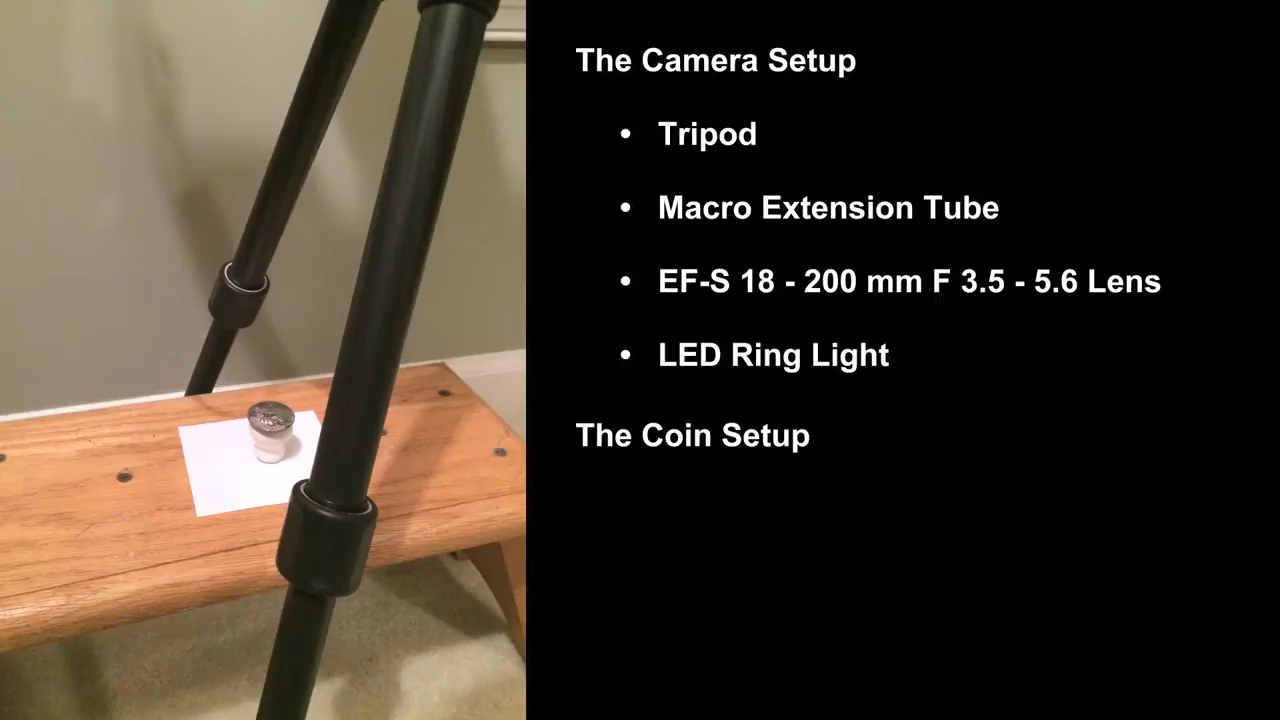 The Camera Setup
• Tripod
• Macro Extension Tube
• EF-S 18 - 200 mm F 3.5 - 5.6 Lens
• LED Ring Light
The Coin Setup